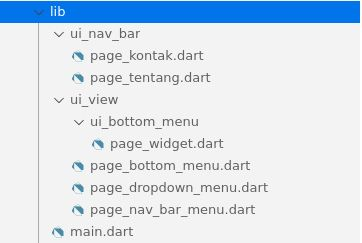 lib
ui_nav_bar
page_kontak.dart
page_tentang.dart
ui_view
ui_bottom_menu
page_widget.dart
page_bottom_menu.dart
page_dropdown_menu.dart
page_nav_bar_menu.dart
main.dart